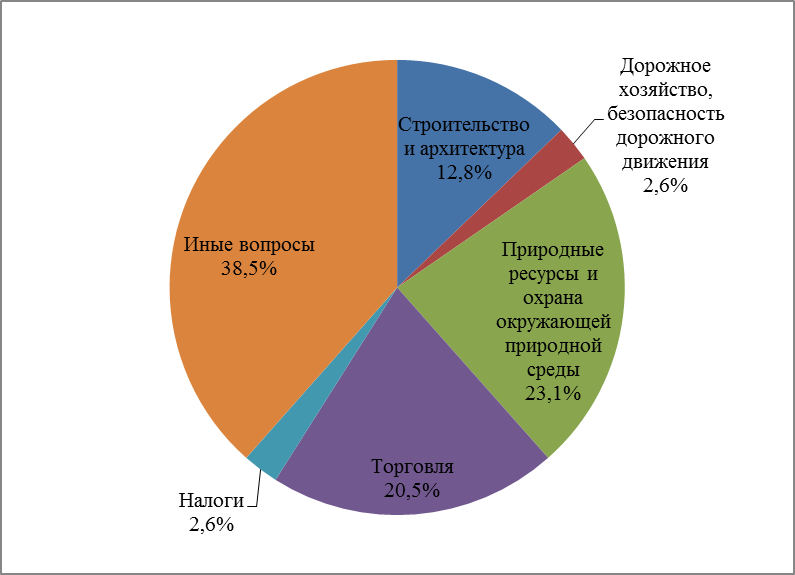 Дорожное
хозяйство,
безопасность
дорожного
движения
2,6%
Строительство
и архитектура
12,8%
Иные вопросы
38,5%
Природные
ресурсы и
охрана
окружающей
природной
среды
23,1%
Торговля
20,5%
Налоги
2,6%